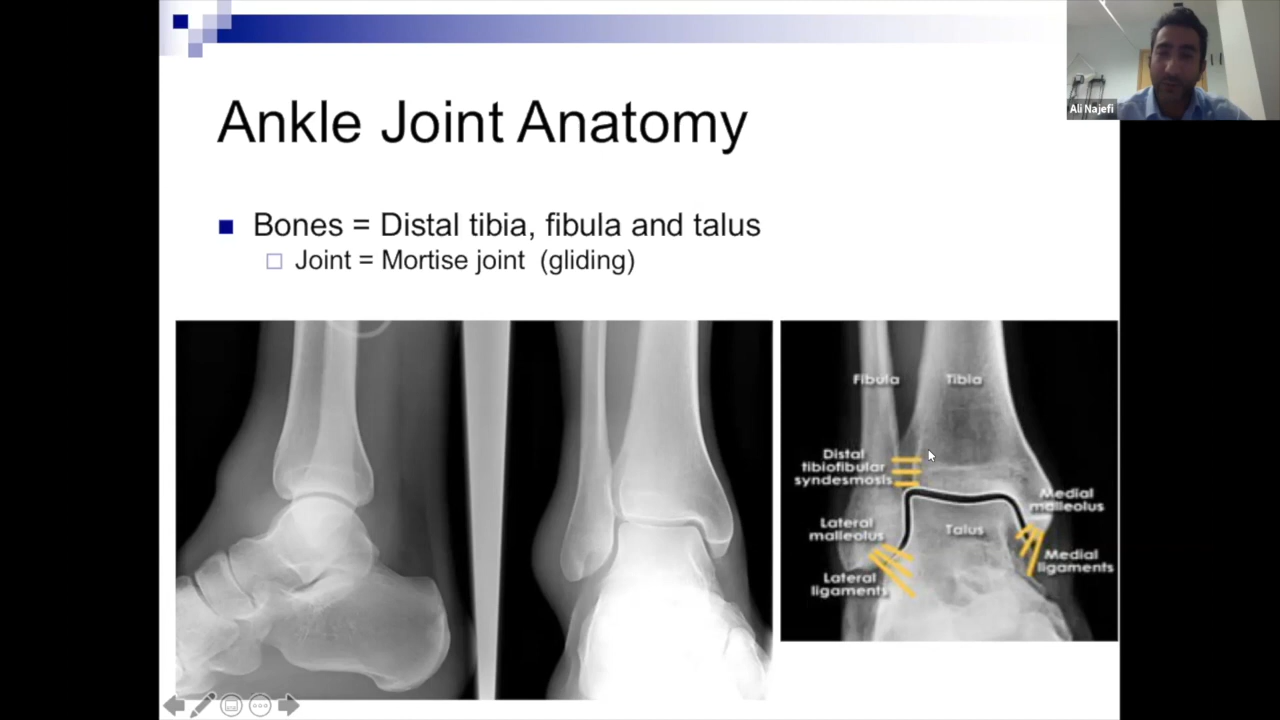 Ali Najefi
Ankle Joint Anatomy
Bones = Distal tibia, fibula and talus
Joint = Mortise joint (gliding)
Fibula
Tibia
Distal
tibiofibular
syndesmosis
Medial
malleolus
Lateral
malleolus
Talus
Medial
ligaments
Lateral
ligaments